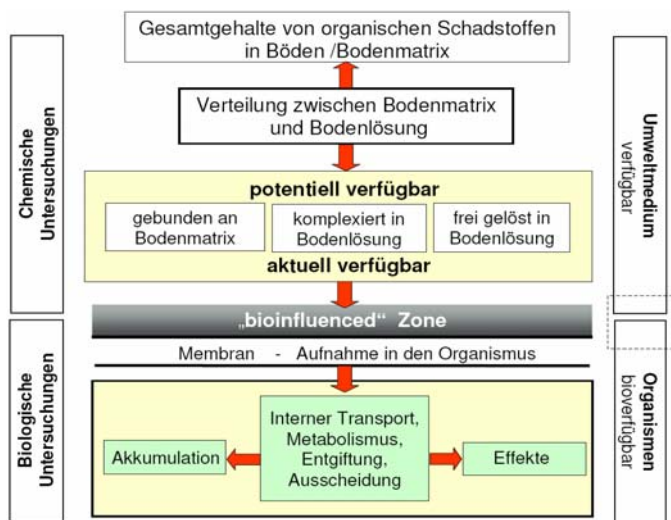 Gesamtgehalte von organischen Schadstoffen
in Böden /Bodenmatrix
Verteilung zwischen Bodenmatrix
und Bodenlösung
Chemische
Untersuchungen
Umweltmedium
verfügbar
potentiell verfügbar
gebunden an
Bodenmatrix
komplexiert in
Bodenlösung
frei gelöst in
Bodenlösung
aktuell verfügbar
„bioinfluenced“ Zone
Membran - Aufnahme in den Organismus
Biologische
Untersuchungen
Organismen
bioverfügbar
Akkumulation
Interner Transport,
Metabolismus,
Entgiftung,
Ausscheidung
Effekte